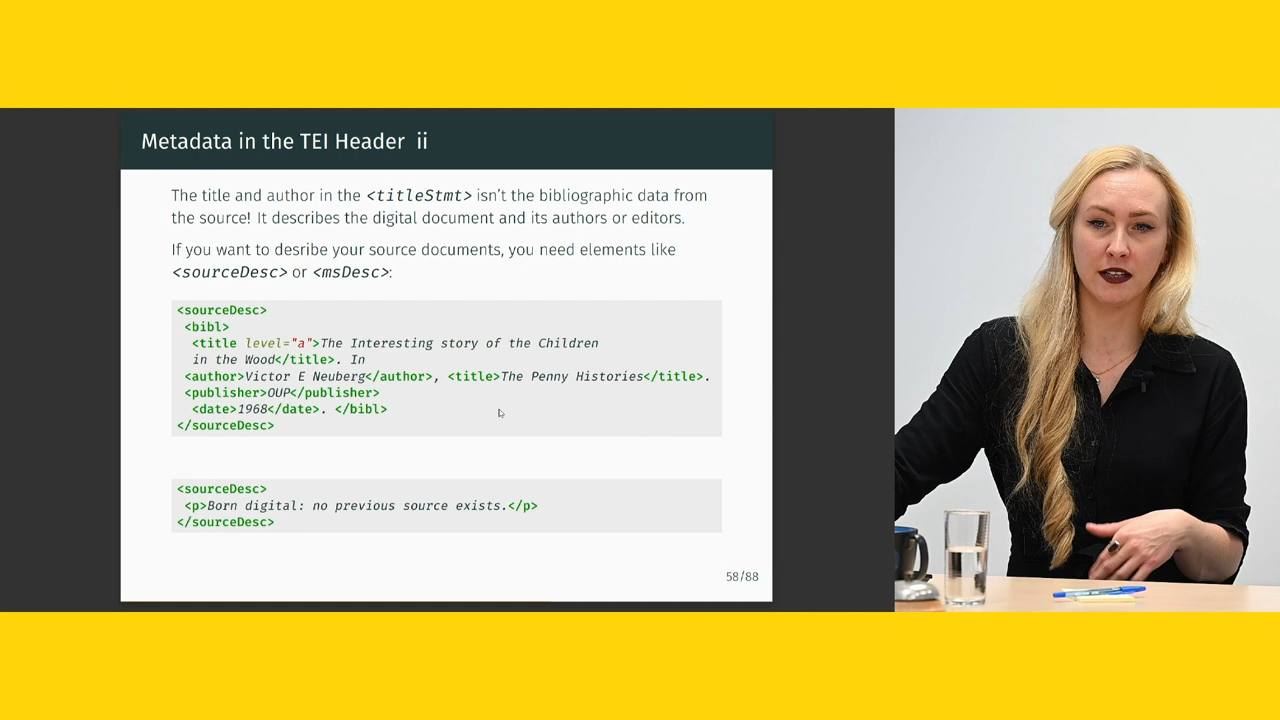 Metadata in the TEI Header ii
The title and author in the <titleStmt> isn't the bibliographic data from
the source! It describes the digital document and its authors or editors.
If you want to desribe your source documents, you need elements like
<sourceDesc> or <msDesc>:
<sourceDesc>
<bibl>
<title level="a">The Interesting story of the Children
in the Wood</title>. In
<author>Victor E Neuberg</author>, <title>The Penny Histories</title>.
<publisher>OUP</publisher>
<date>1968</date>. </bibl>
</sourceDesc>
<sourceDesc>
<p>Born digital: no previous source exists.</p>
</sourceDesc>
58/88